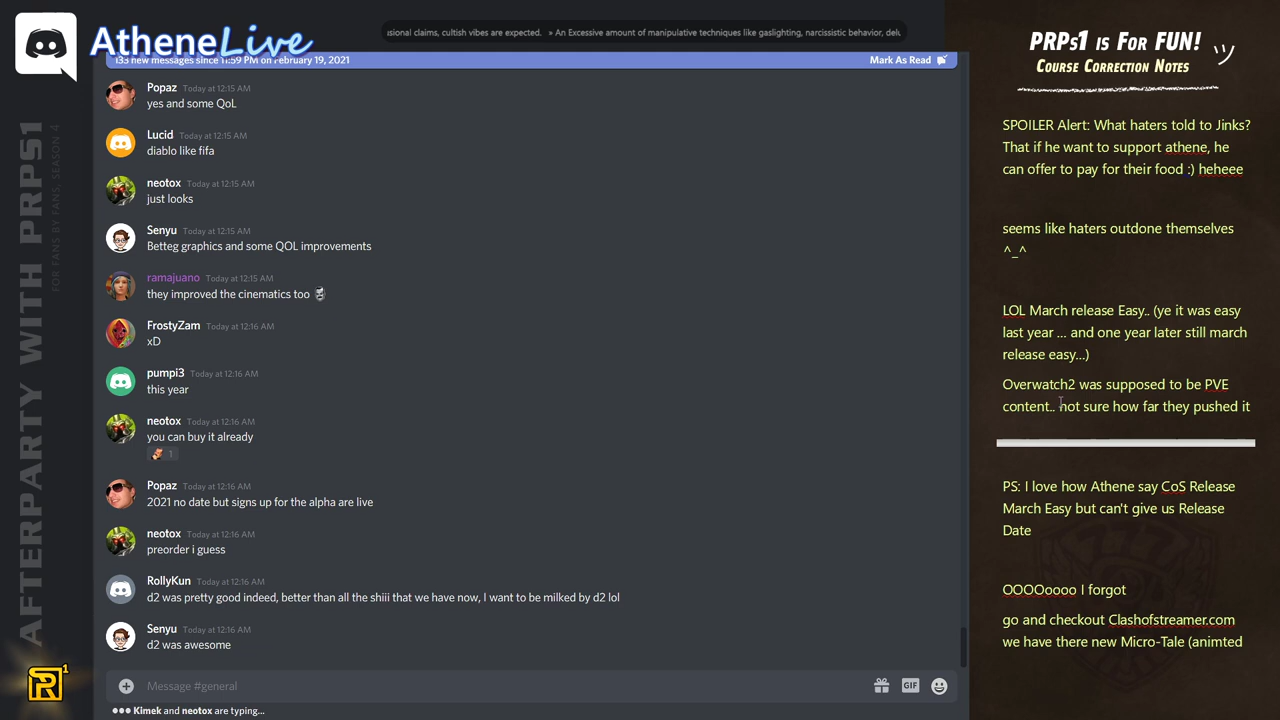 AtheneLive
sional claims, cultish vibes are expected.   » An Excessive amount of manipulative techniques like gaslighting, narcissistic behavior, delu
133 new messages since 11:59 PM on February 19, 2021
Mark As Read
Popaz Today at 12:15 AM
yes and some QoL
Lucid Today at 12:15 AM
diablo like fifa
neotox Today at 12:15 AM
just looks
Senyu Today at 12:15 AM
Betteg graphics and some QOL improvements
ramajuano Today at 12:15 AM
they improved the cinematics too
FrostyZam Today at 12:16 AM
xD
pumpi3 Today at 12:16 AM
this year
neotox Today at 12:16 AM
you can buy it already
1
Popaz Today at 12:16 AM
2021 no date but signs up for the alpha are live
neotox Today at 12:16 AM
preorder i guess
RollyKun Today at 12:16 AM
d2 was pretty good indeed, better than all the shiii that we have now, I want to be milked by d2 lol
Senyu Today at 12:16 AM
d2 was awesome
Message #general
GIF
Kimek and neotox are typing...
AFTERPARTY WITH PRPS1
FOR FANS BY FANS, SEASON 4
PRPs1 is For FUN!
Course Correction Notes
ツ
SPOILER Alert: What haters told to Jinks?
That if he want to support athene, he
can offer to pay for their food :) heheee
seems like haters outdone themselves
^_^
LOL March release Easy.. (ye it was easy
last year ... and one year later still march
release easy...)
Overwatch2 was supposed to be PVE
content.. not sure how far they pushed it
PS: I love how Athene say CoS Release
March Easy but can't give us Release
Date
OOOOoooo I forgot
go and checkout Clashofstreamer.com
we have there new Micro-Tale (animted